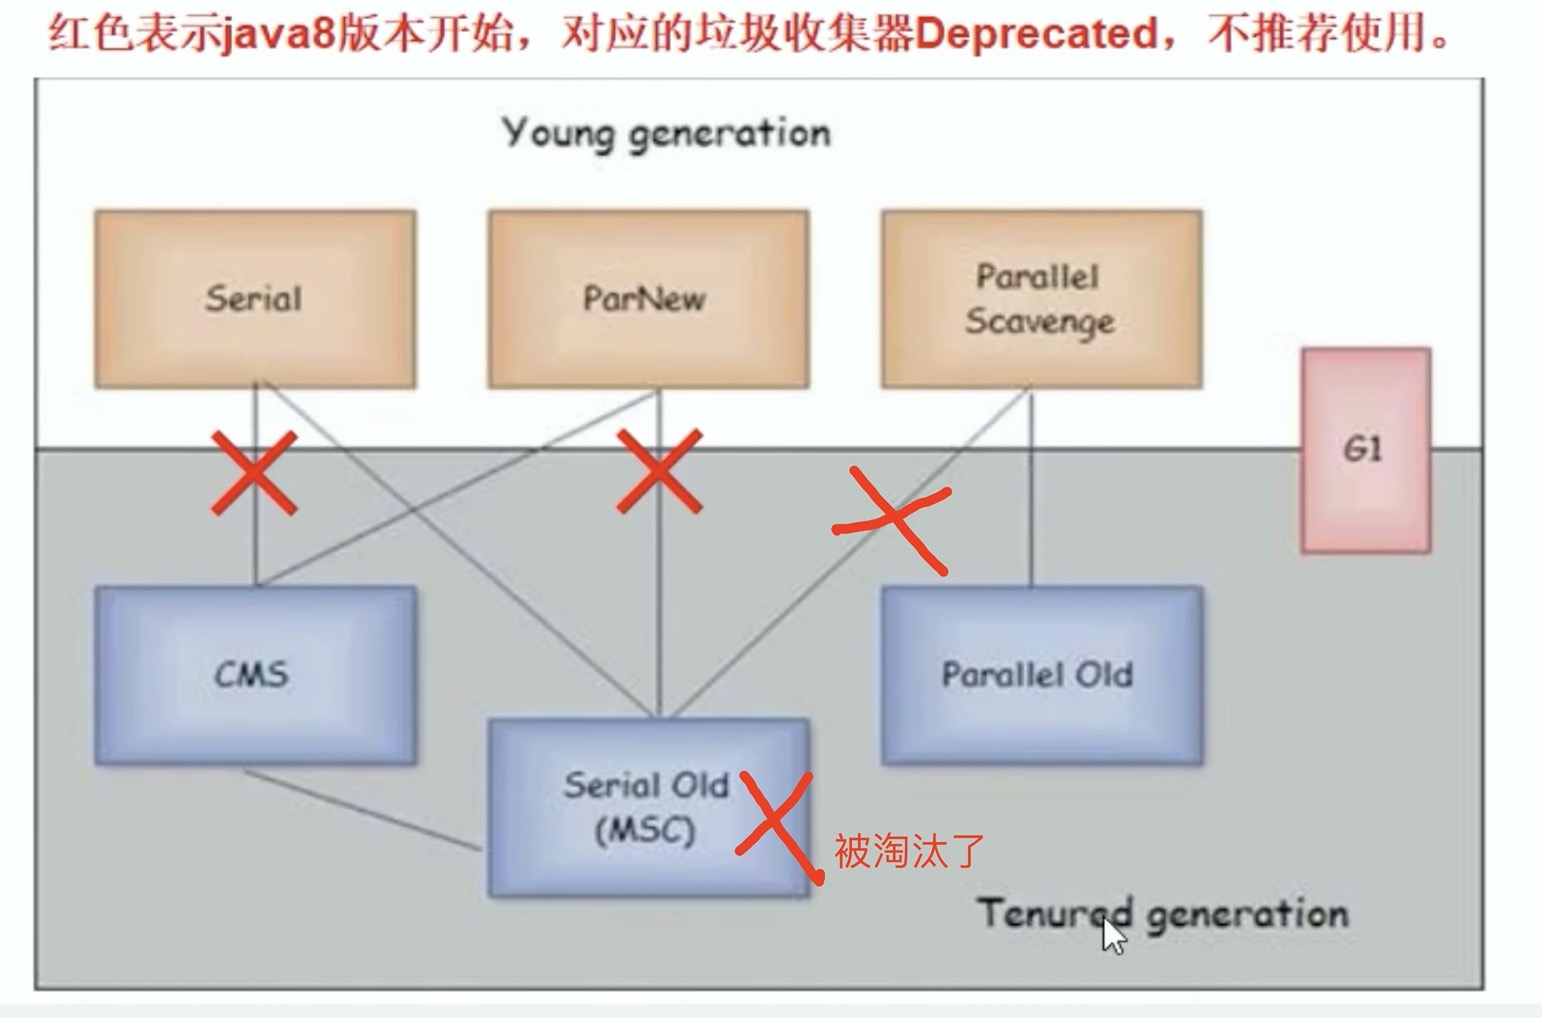 红色表示java8版本开始，对应的垃圾收集器Deprecated，不推荐使用。
Young generation
Serial
ParNew
Parallel
Scavenge
G1
CMS
Serial Old
(MSC)
Parallel Old
被淘汰了
Tenured generation